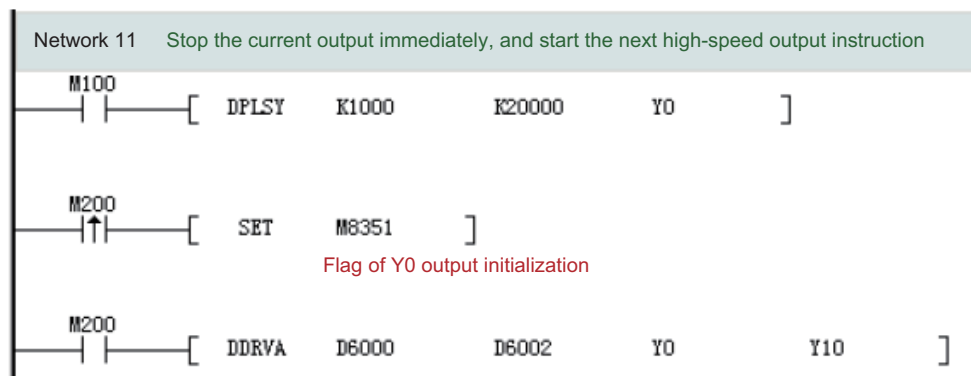 Network 11 Stop the current output immediately, and start the next high-speed output instruction
M100
[ DPLSY K1000 K20000 Y0 ]
M200
[ SET M8351 ]
Flag of Y0 output initialization
M200
[ DDRVA D6000 D6002 Y0 Y10 ]